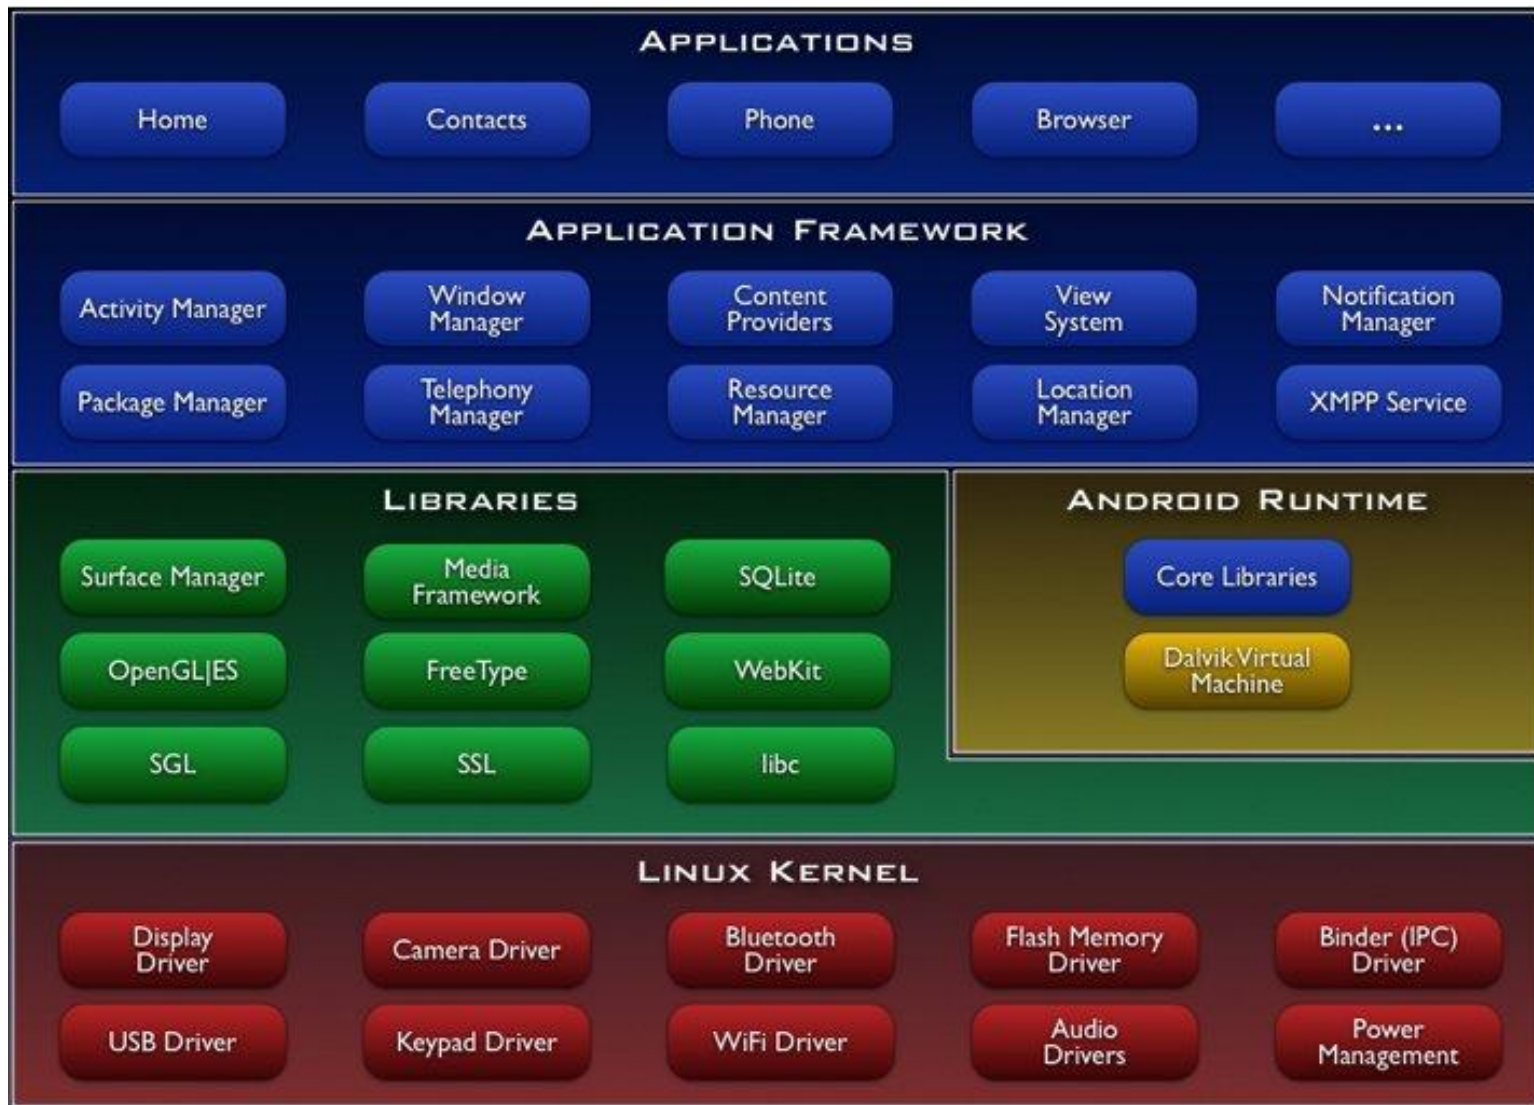 APPLICATIONS
Home
Contacts
Phone
Browser
...
APPLICATION FRAMEWORK
Activity Manager
Window
Manager
Content
Providers
View
System
Notification
Manager
Package Manager
Telephony
Manager
Resource
Manager
Location
Manager
XMPP Service
LIBRARIES
Surface Manager
Media
Framework
SQLite
OpenGL|ES
FreeType
WebKit
SGL
SSL
libc
ANDROID RUNTIME
Core Libraries
Dalvik Virtual
Machine
LINUX KERNEL
Display
Driver
Camera Driver
Bluetooth
Driver
Flash Memory
Driver
Binder (IPC)
Driver
USB Driver
Keypad Driver
WiFi Driver
Audio
Drivers
Power
Management